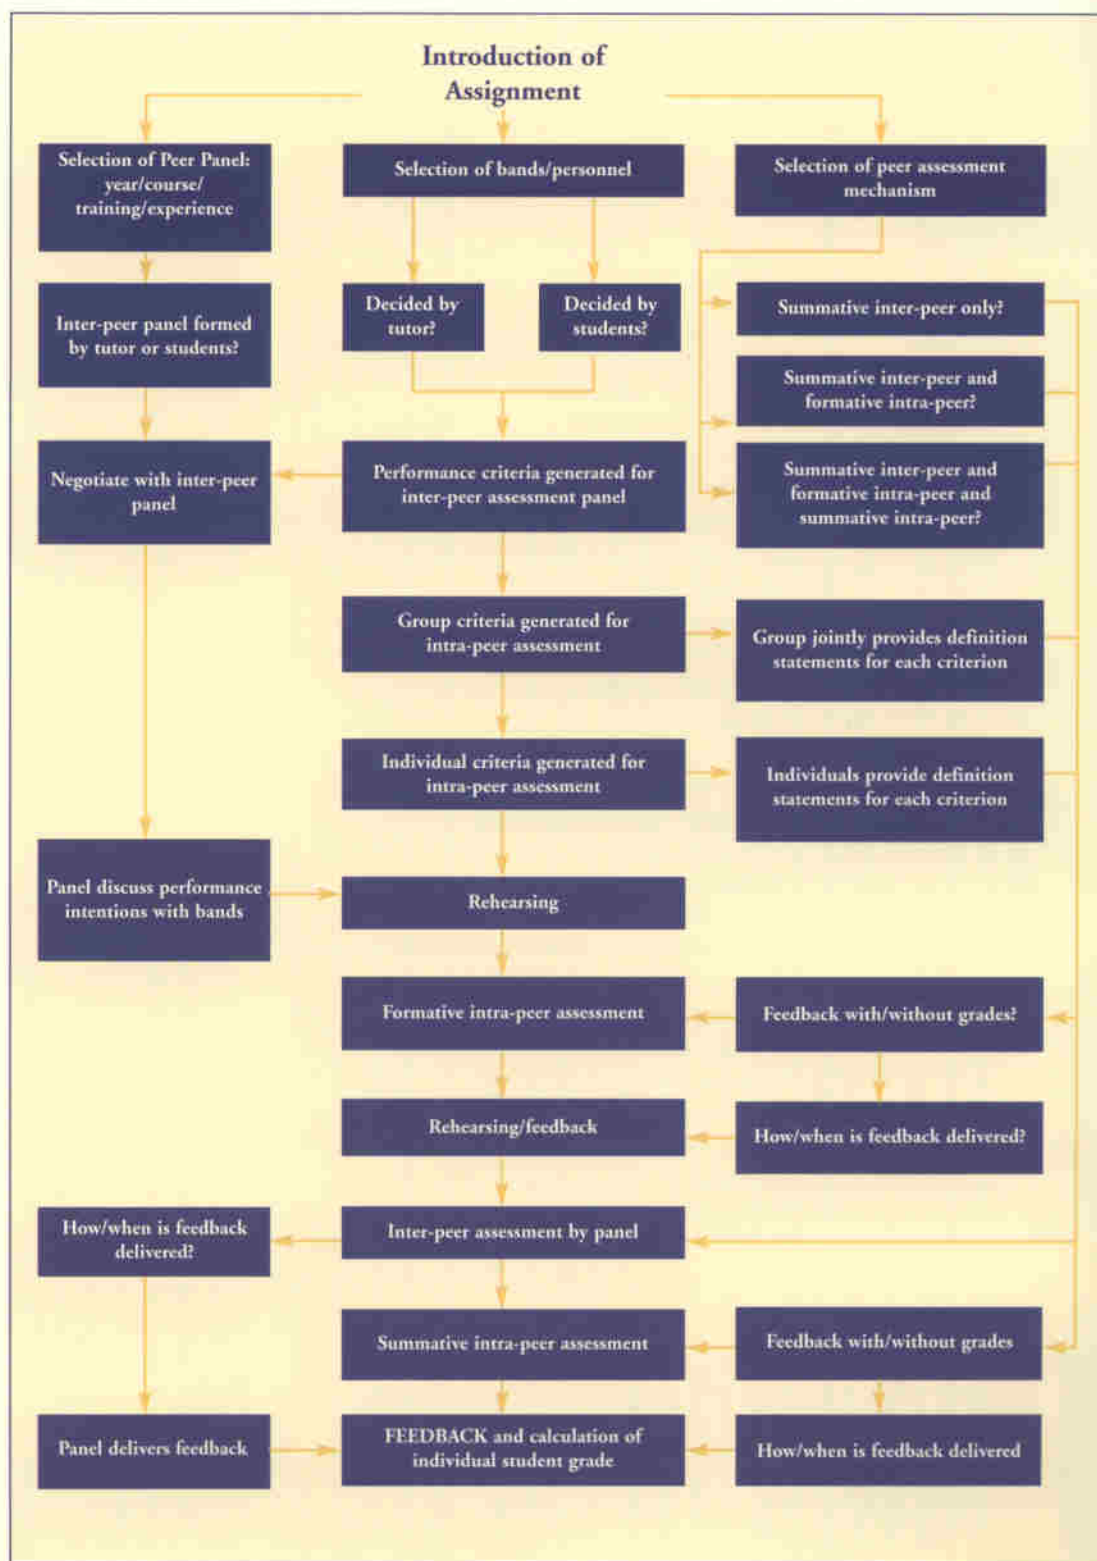 Introduction of
Assignment
Selection of Peer Panel:
year/course/
training/experience
Selection of bands/personnel
Selection of peer assessment
mechanism
Inter-peer panel formed
by tutor or students?
Decided by
tutor?
Decided by
students?
Summative inter-peer only?
Summative inter-peer and
formative intra-peer?
Negotiate with inter-peer
panel
Performance criteria generated for
inter-peer assessment panel
Summative inter-peer and
formative intra-peer and
summative intra-peer?
Group criteria generated for
intra-peer assessment
Group jointly provides definition
statements for each criterion
Individual criteria generated for
intra-peer assessment
Individuals provide definition
statements for each criterion
Panel discuss performance
intentions with bands
Rehearsing
Formative intra-peer assessment
Feedback with/without grades?
Rehearsing/feedback
How/when is feedback delivered?
How/when is feedback
delivered?
Inter-peer assessment by panel
Summative intra-peer assessment
Feedback with/without grades
Panel delivers feedback
FEEDBACK and calculation of
individual student grade
How/when is feedback delivered